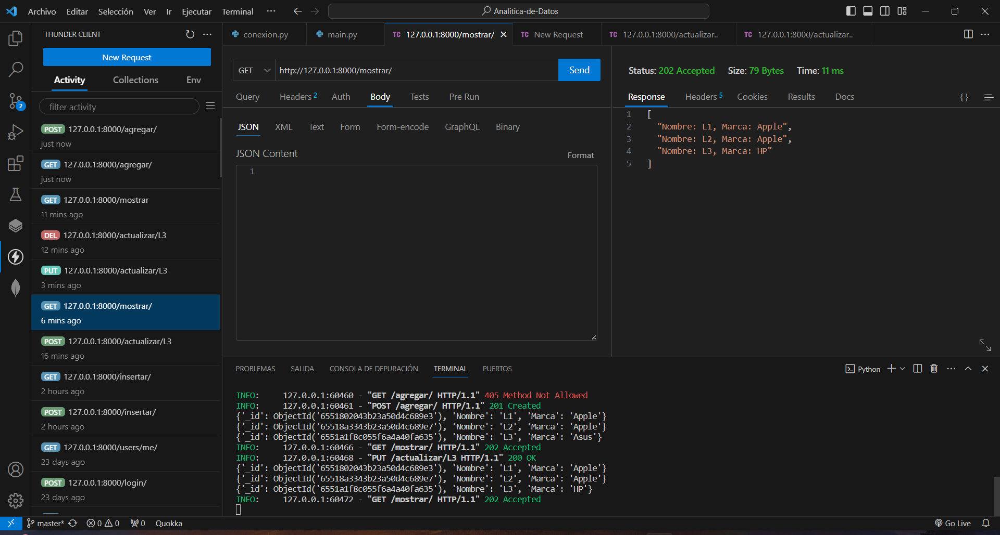 Archivo Editar Selección Ver Ir Ejecutar Terminal ··· Analitica-de-Datos
THUNDER CLIENT
New Request
Activity Collections Env
filter activity
POST 127.0.0.1:8000/agregar/
just now
GET 127.0.0.1:8000/agregar/
just now
GET 127.0.0.1:8000/mostrar
11 mins ago
DEL 127.0.0.1:8000/actualizar/L3
12 mins ago
PUT 127.0.0.1:8000/actualizar/L3
3 mins ago
GET 127.0.0.1:8000/mostrar/
6 mins ago
POST 127.0.0.1:8000/actualizar/L3
16 mins ago
GET 127.0.0.1:8000/insertar/
2 hours ago
POST 127.0.0.1:8000/insertar/
2 hours ago
GET 127.0.0.1:8000/users/me/
23 days ago
POST 127.0.0.1:8000/login/
23 days ago
2
conexion.py main.py TC 127.0.0.1:8000/mostrar/ TC New Request TC 127.0.0.1:8000/actualizar.. TC 127.0.0.1:8000/actualizar..
GET http://127.0.0.1:8000/mostrar/ Send
Query Headers 2 Auth Body Tests Pre Run
JSON XML Text Form Form-encode GraphQL Binary
JSON Content
Format
1
Status: 202 Accepted Size: 79 Bytes Time: 11 ms
Response Headers 5 Cookies Results Docs { }
1 [
2 "Nombre: L1, Marca: Apple",
3 "Nombre: L2, Marca: Apple",
4 "Nombre: L3, Marca: HP"
5 ]
PROBLEMAS SALIDA CONSOLA DE DEPURACIÓN TERMINAL PUERTOS Python
INFO: 127.0.0.1:60460 - "GET /agregar/ HTTP/1.1" 405 Method Not Allowed
INFO: 127.0.0.1:60461 - "POST /agregar/ HTTP/1.1" 201 Created
{'_id': ObjectId('6551802043b23a50d4c689e3'), 'Nombre': 'L1', 'Marca': 'Apple'}
{'_id': ObjectId('65518a3343b23a50d4c689e7'), 'Nombre': 'L2', 'Marca': 'Apple'}
{'_id': ObjectId('6551a1f8c055f6a4a40fa635'), 'Nombre': 'L3', 'Marca': 'Asus'}
INFO: 127.0.0.1:60466 - "GET /mostrar/ HTTP/1.1" 202 Accepted
INFO: 127.0.0.1:60468 - "PUT /actualizar/L3 HTTP/1.1" 200 OK
{'_id': ObjectId('6551802043b23a50d4c689e3'), 'Nombre': 'L1', 'Marca': 'Apple'}
{'_id': ObjectId('65518a3343b23a50d4c689e7'), 'Nombre': 'L2', 'Marca': 'Apple'}
{'_id': ObjectId('6551a1f8c055f6a4a40fa635'), 'Nombre': 'L3', 'Marca': 'HP'}
INFO: 127.0.0.1:60472 - "GET /mostrar/ HTTP/1.1" 202 Accepted
master* 0 0 0 Quokka Go Live